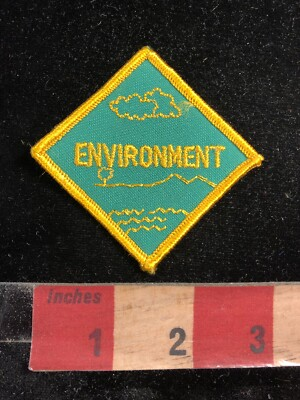 ENVIRONMENT
Inches
1 2 3